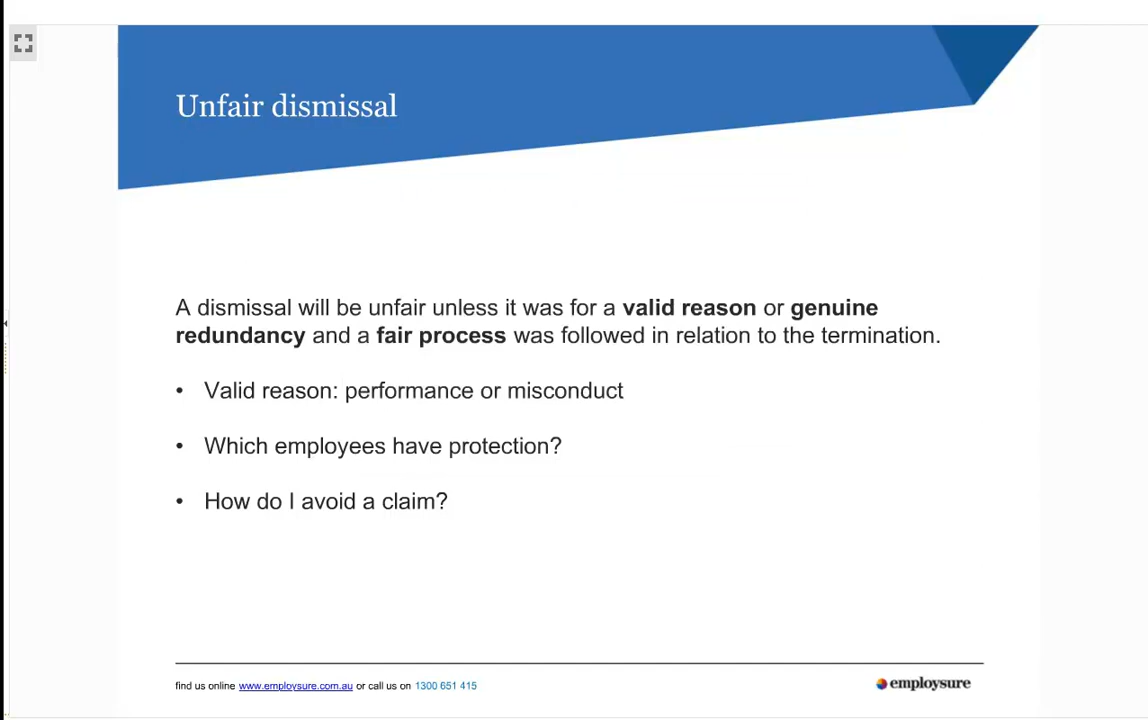 Unfair dismissal
A dismissal will be unfair unless it was for a valid reason or genuine
redundancy and a fair process was followed in relation to the termination.
• Valid reason: performance or misconduct
• Which employees have protection?
• How do I avoid a claim?
find us online www.employsure.com.au or call us on 1300 651 415
employsure